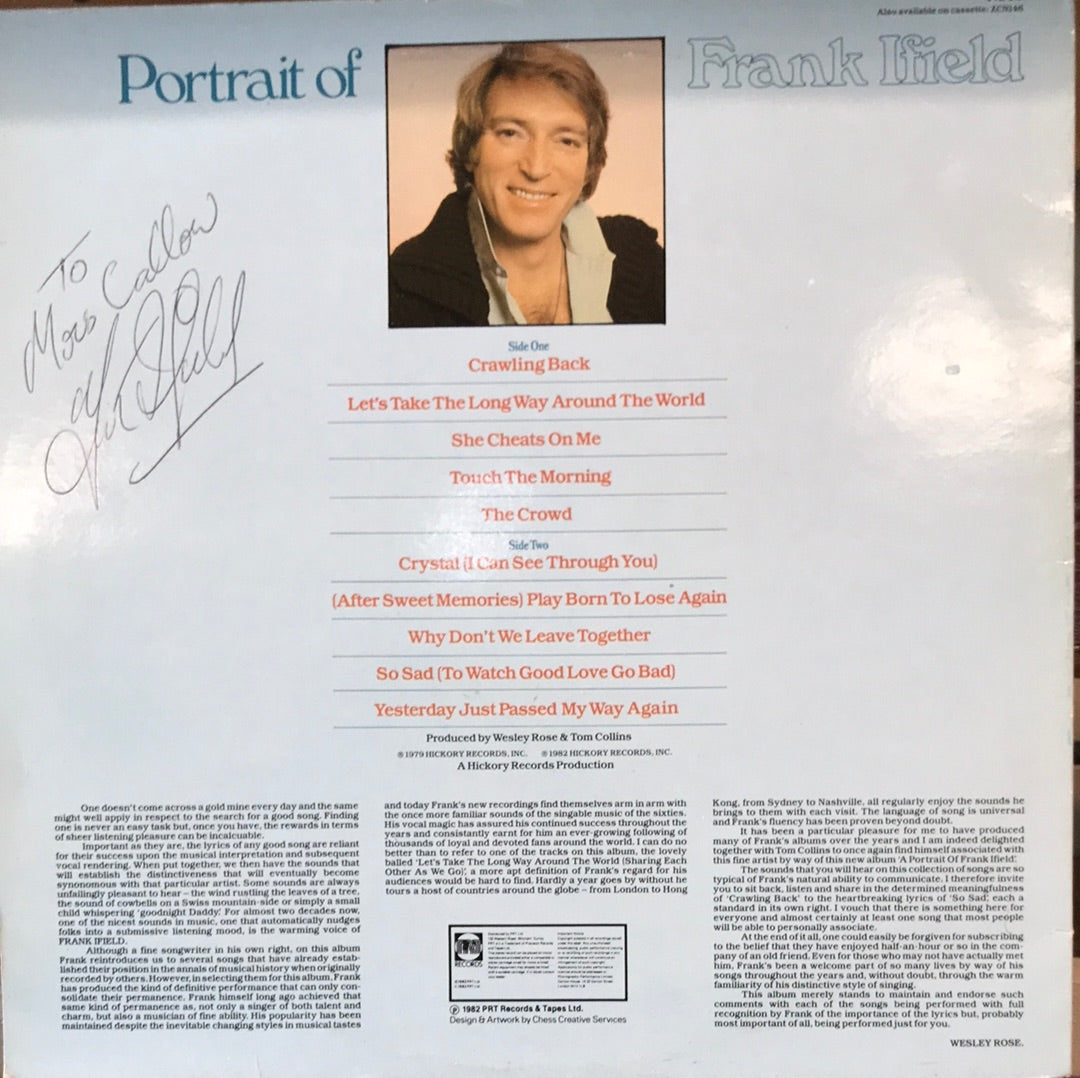 Also available on cassette: ZCN146
Portrait of
Frank Ifield
To
Callow
Side One
Crawling Back
Let's Take The Long Way Around The World
She Cheats On Me
Touch The Morning
The Crowd
Side Two
Crystal (I Can See Through You)
(After Sweet Memories) Play Born To Lose Again
Why Don't We Leave Together
So Sad (To Watch Good Love Go Bad)
Yesterday Just Passed My Way Again
Produced by Wesley Rose & Tom Collins
℗ 1979 HICKORY RECORDS, INC. © 1982 HICKORY RECORDS, INC.
A Hickory Records Production
One doesn't come across a gold mine every day and the same
might well apply in respect to the search for a good song. Finding
one is never an easy task but, once you have, the rewards in terms
of sheer listening pleasure can be incalcuable.
Important as they are, the lyrics of any good song are reliant
for their success upon the musical interpretation and subsequent
vocal rendering. When put together, we then have the sounds that
will establish the distinctiveness that will eventually become
synonomous with that particular artist. Some sounds are always
unfailingly pleasant to hear – the wind rustling the leaves of a tree,
the sound of cowbells on a Swiss mountain-side or simply a small
child whispering 'goodnight Daddy'. For almost two decades now,
one of the nicest sounds in music, one that automatically nudges
folks into a submissive listening mood, is the warming voice of
FRANK IFIELD.
Although a fine songwriter in his own right, on this album
Frank reintroduces us to several songs that have already estab-
lished their position in the annals of musical history when originally
recorded by others. However, in selecting them for this album, Frank
has produced the kind of definitive performance that can only con-
solidate their permanence. Frank himself long ago achieved that
same kind of permanence as, not only a singer of both talent and
charm, but also a musician of fine ability. His popularity has been
maintained despite the inevitable changing styles in musical tastes
and today Frank's new recordings find themselves arm in arm with
the once more familiar sounds of the singable music of the sixties.
His vocal magic has assured his continued success throughout the
years and consistantly earnt for him an ever-growing following of
thousands of loyal and devoted fans around the world. I can do no
better than to refer to one of the tracks on this album, the lovely
balled 'Let's Take The Long Way Around The World (Sharing Each
Other As We Go)', a more apt definition of Frank's regard for his
audiences would be hard to find. Hardly a year goes by without he
tours a host of countries around the globe – from London to Hong
Kong, from Sydney to Nashville, all regularly enjoy the sounds he
brings to them with each visit. The language of song is universal
and Frank's fluency has been proven beyond doubt.
It has been a particular pleasure for me to have produced
many of Frank's albums over the years and I am indeed delighted
together with Tom Collins to once again find himself associated with
this fine artist by way of this new album 'A Portrait Of Frank Ifield'.
The sounds that you will hear on this collection of songs are so
typical of Frank's natural ability to communicate. I therefore invite
you to sit back, listen and share in the determined meaningfulness
of 'Crawling Back' to the heartbreaking lyrics of 'So Sad', each a
standard in its own right. I vouch that there is something here for
everyone and almost certainly at least one song that most people
will be able to personally associate.
At the end of it all, one could easily be forgiven for subscribing
to the belief that they have enjoyed half-an-hour or so in the com-
pany of an old friend. Even for those who may not have actually met
him, Frank's been a welcome part of so many lives by way of his
songs throughout the years and, without doubt, through the warm
familiarity of his distinctive style of singing.
This album merely stands to maintain and endorse such
comments with each of the songs being performed with full
recognition by Frank of the importance of the lyrics but, probably
most important of all, being performed just for you.
WESLEY ROSE.
RECORDS
℗ 1982 PRT Records & Tapes Ltd.
Design & Artwork by Chess Creative Services